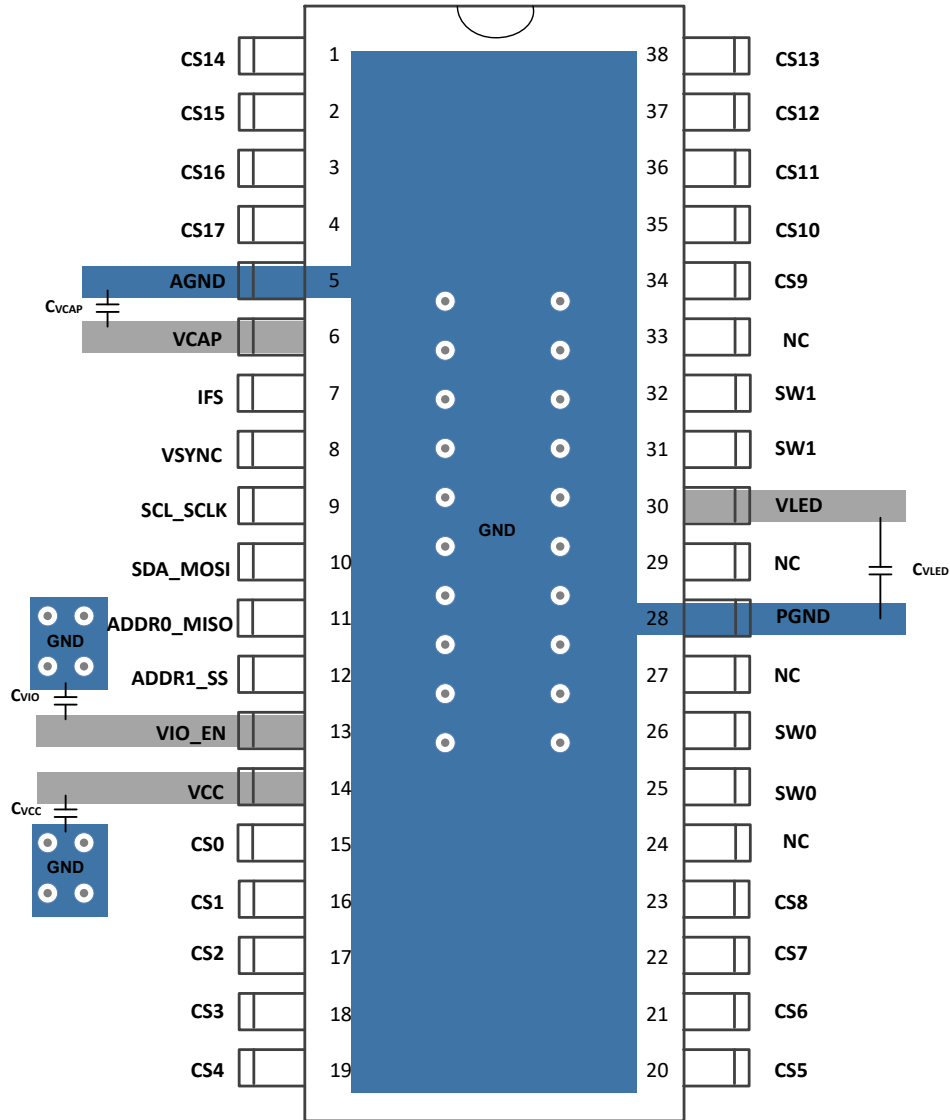 CS14 1 38 CS13
CS15 2 37 CS12
CS16 3 36 CS11
CS17 4 35 CS10
AGND 5 34 CS9
CVCAP
VCAP 6 33 NC
IFS 7 32 SW1
VSYNC 8 31 SW1
SCL_SCLK 9 30 VLED
GND
SDA_MOSI 10 29 NC CVLED
ADDR0_MISO 11 28 PGND
GND
ADDR1_SS 12 27 NC
CVIO
VIO_EN 13 26 SW0
VCC 14 25 SW0
CVCC
CS0 15 24 NC
GND
CS1 16 23 CS8
CS2 17 22 CS7
CS3 18 21 CS6
CS4 19 20 CS5